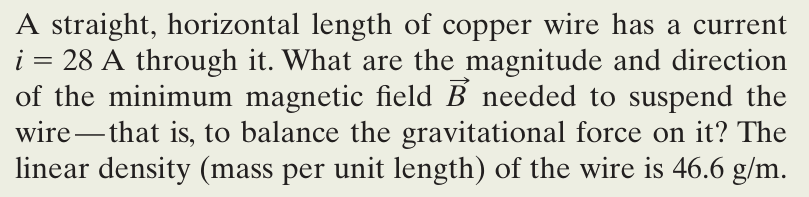 A straight, horizontal length of copper wire has a current
i = 28 A through it. What are the magnitude and direction
of the minimum magnetic field B⃗ needed to suspend the
wire—that is, to balance the gravitational force on it? The
linear density (mass per unit length) of the wire is 46.6 g/m.